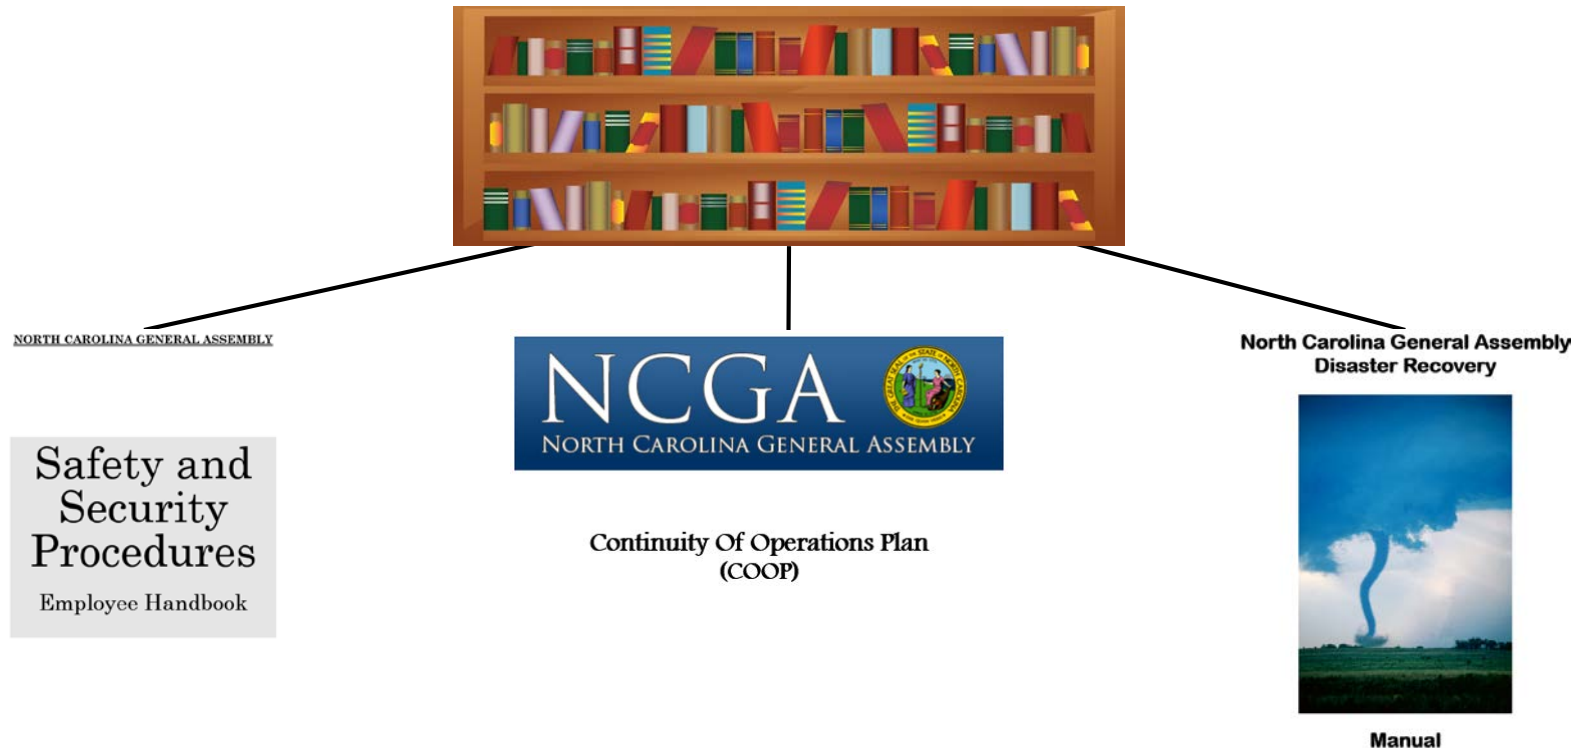 NORTH CAROLINA GENERAL ASSEMBLY
Safety and
Security
Procedures
Employee Handbook
NCGA
NORTH CAROLINA GENERAL ASSEMBLY
Continuity Of Operations Plan
(COOP)
North Carolina General Assembly
Disaster Recovery
Manual